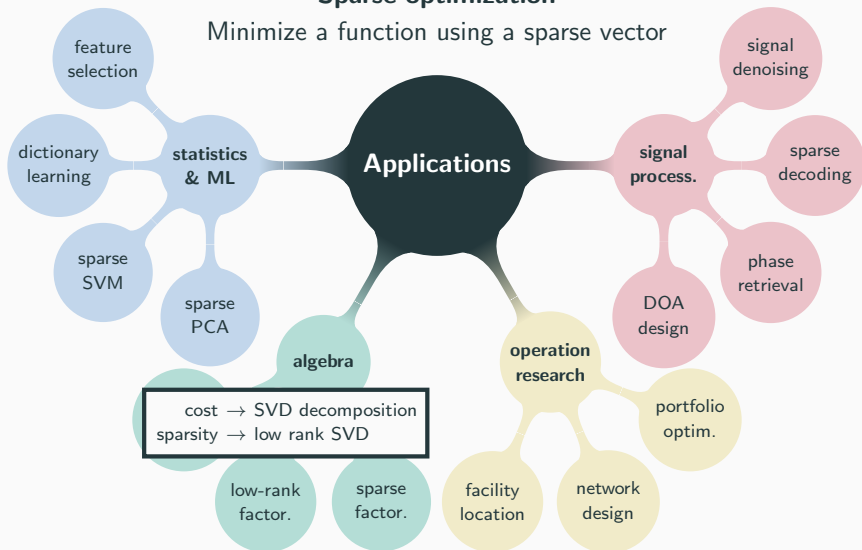 Sparse optimization
Minimize a function using a sparse vector
feature
selection
dictionary
learning
statistics
& ML
sparse
SVM
sparse
PCA
Applications
signal
denoising
signal
process.
sparse
decoding
phase
retrieval
DOA
design
algebra
cost → SVD decomposition
sparsity → low rank SVD
low-rank
factor.
sparse
factor.
operation
research
portfolio
optim.
facility
location
network
design